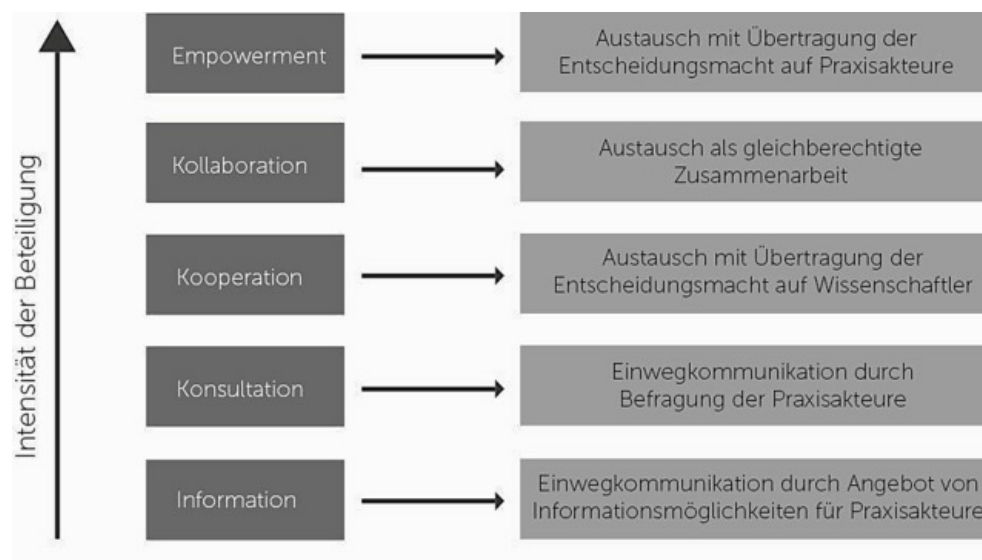 Intensität der Beteiligung
Empowerment
Austausch mit Übertragung der
Entscheidungsmacht auf Praxisakteure
Kollaboration
Austausch als gleichberechtigte
Zusammenarbeit
Kooperation
Austausch mit Übertragung der
Entscheidungsmacht auf Wissenschaftler
Konsultation
Einwegkommunikation durch
Befragung der Praxisakteure
Information
Einwegkommunikation durch Angebot von
Informationsmöglichkeiten für Praxisakteure